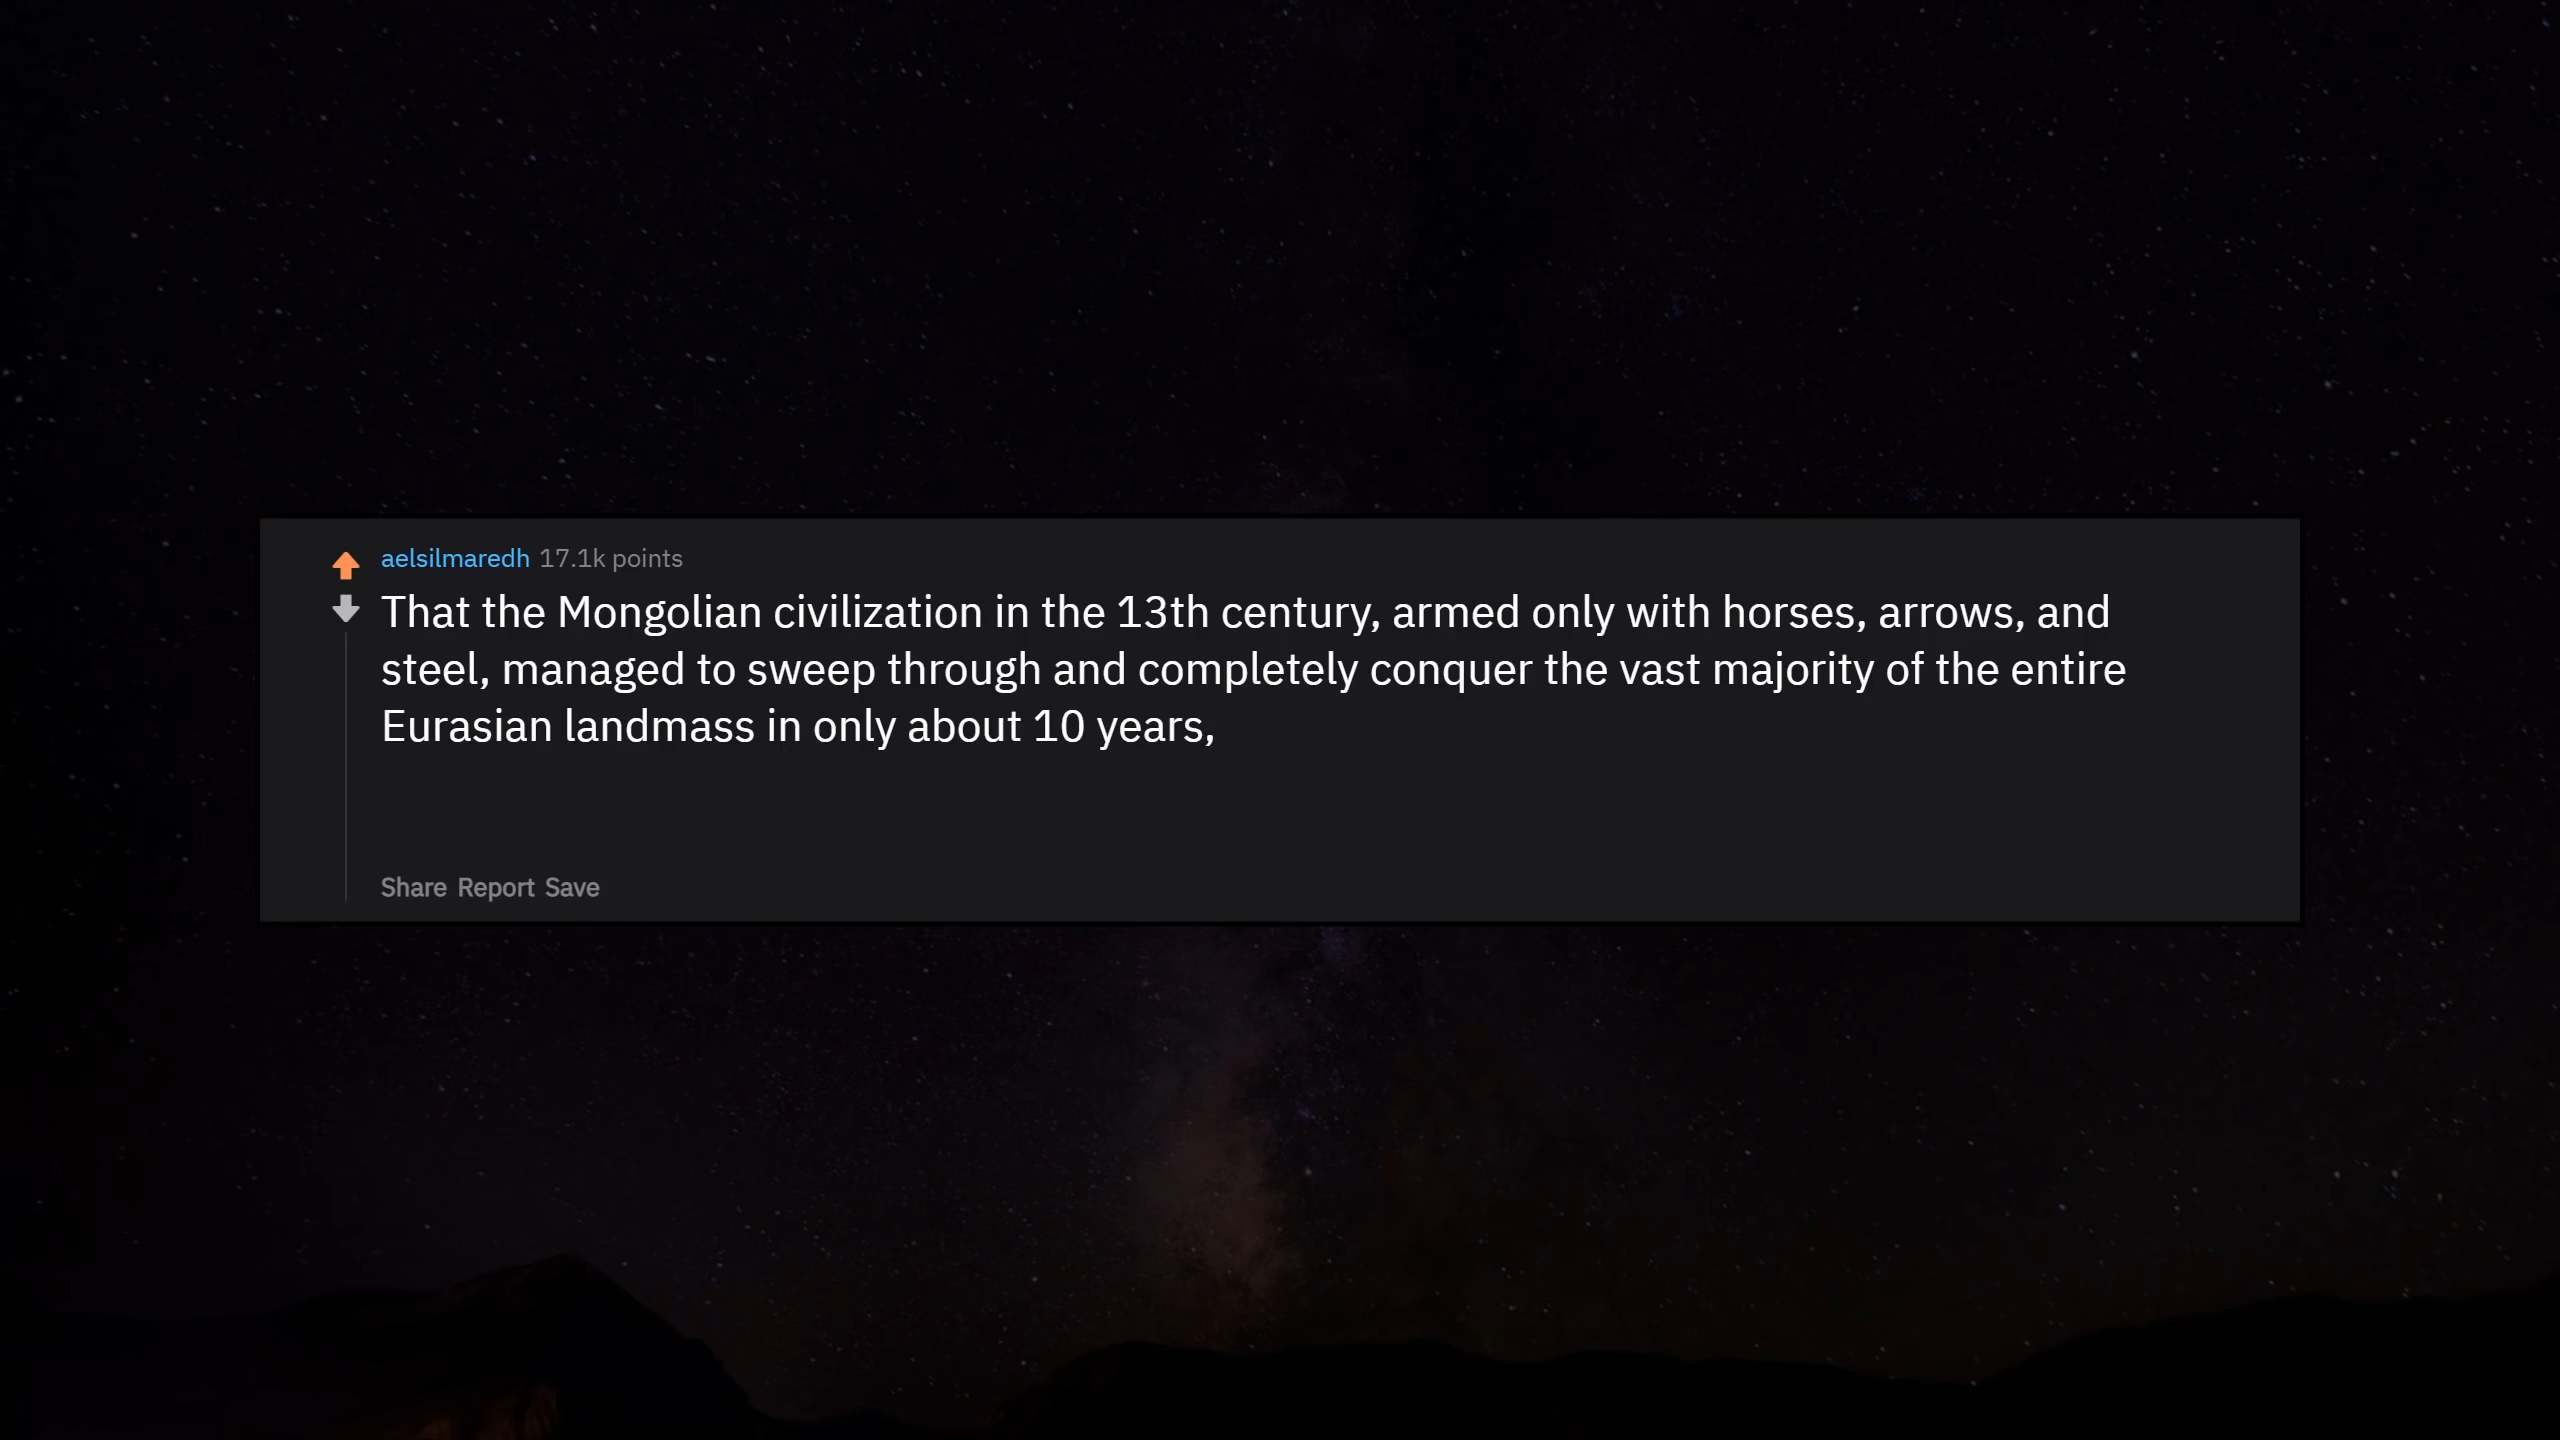 aelsilmaredh 17.1k points
That the Mongolian civilization in the 13th century, armed only with horses, arrows, and
steel, managed to sweep through and completely conquer the vast majority of the entire
Eurasian landmass in only about 10 years,
Share Report Save